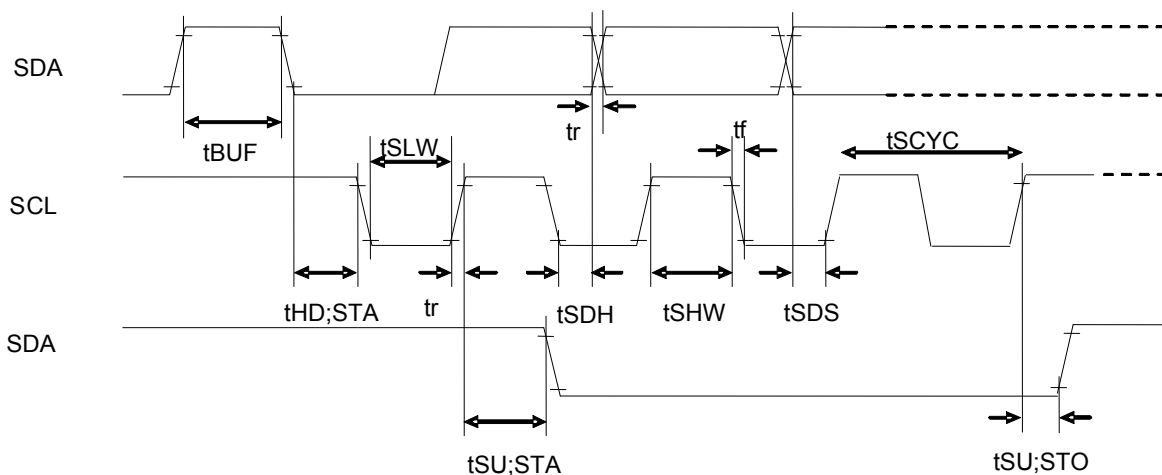 SDA
tBUF
tSLW
tr
tf
tSCYC
SCL
tHD;STA
tr
tSDH
tSHW
tSDS
SDA
tSU;STA
tSU;STO